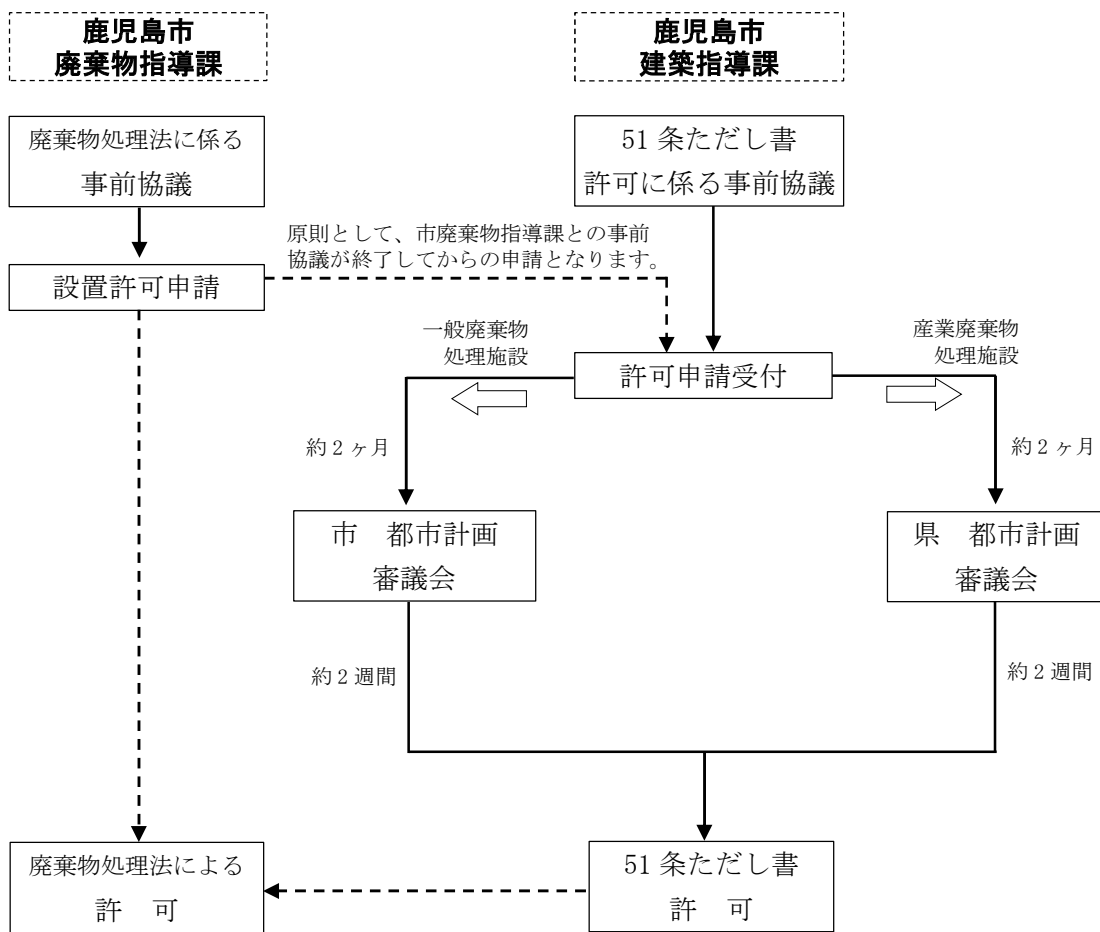 鹿児島市
廃棄物指導課
鹿児島市
建築指導課
廃棄物処理法に係る
事前協議
51 条ただし書
許可に係る事前協議
原則として、市廃棄物指導課との事前
協議が終了してからの申請となります。
設置許可申請
一般廃棄物
処理施設
産業廃棄物
処理施設
許可申請受付
約2ヶ月
約2ヶ月
市 都市計画
審議会
県 都市計画
審議会
約2週間
約2週間
廃棄物処理法による
許 可
51 条ただし書
許 可